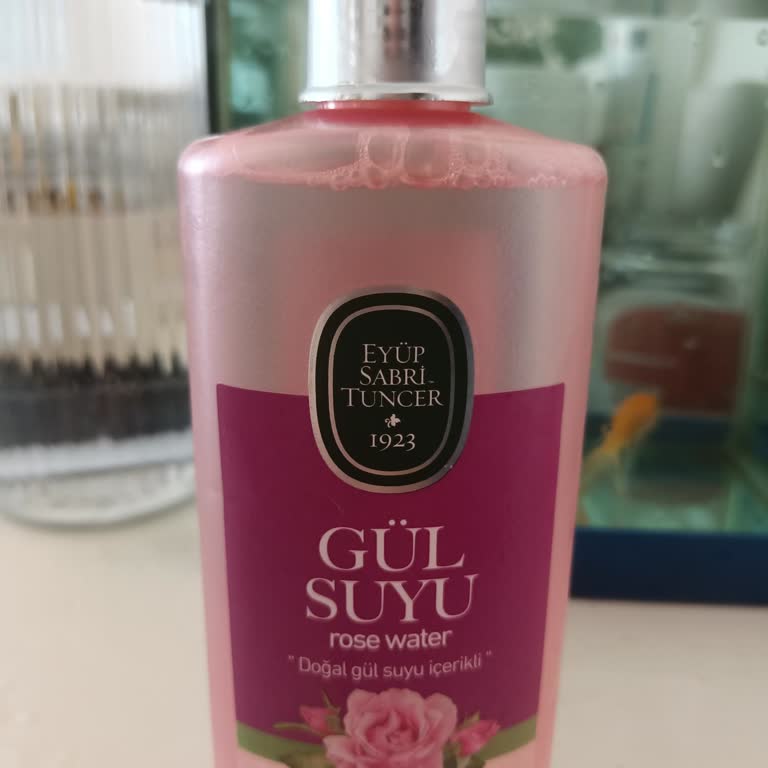 EYÜP
SABRİ
TUNCER
1923
GÜL
SUYU
rose water
" Doğal gül suyu içerikli "